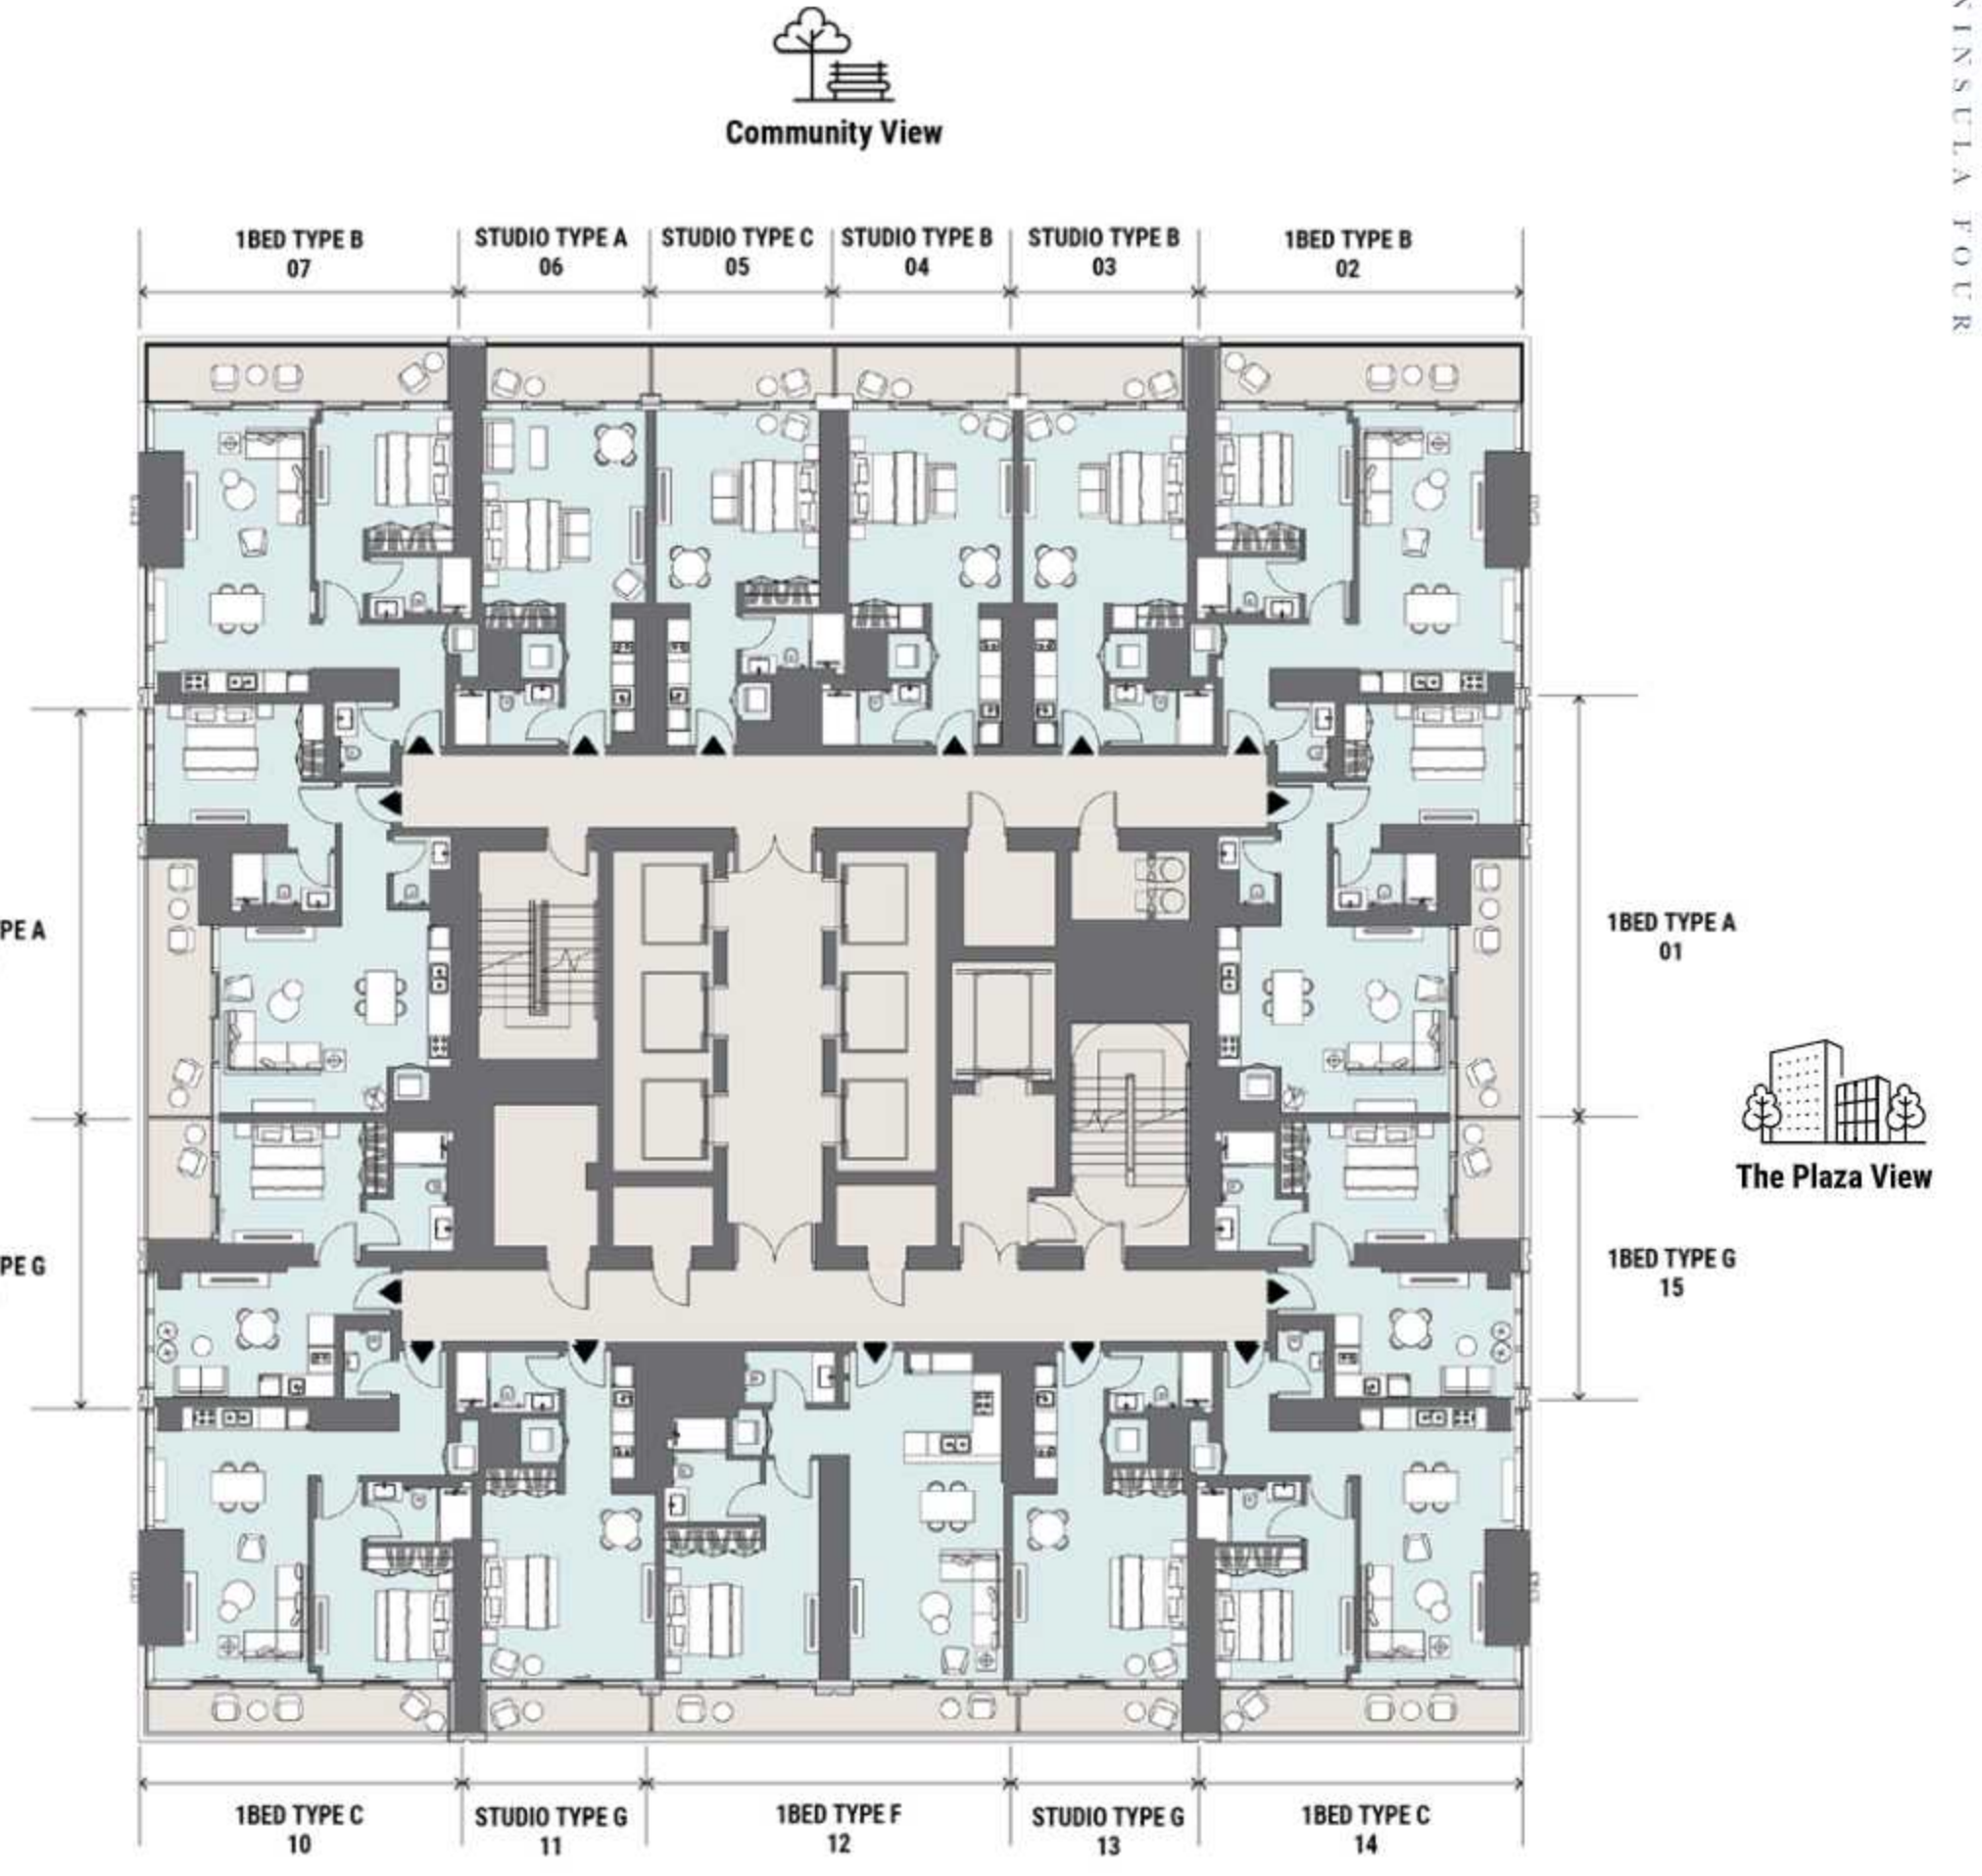 Community View
NINSULA FOUR
1BED TYPE B
07
STUDIO TYPE A
06
STUDIO TYPE C
05
STUDIO TYPE B
04
STUDIO TYPE B
03
1BED TYPE B
02
PE A
1BED TYPE A
01
The Plaza View
PE G
1BED TYPE G
15
1BED TYPE C
10
STUDIO TYPE G
11
1BED TYPE F
12
STUDIO TYPE G
13
1BED TYPE C
14